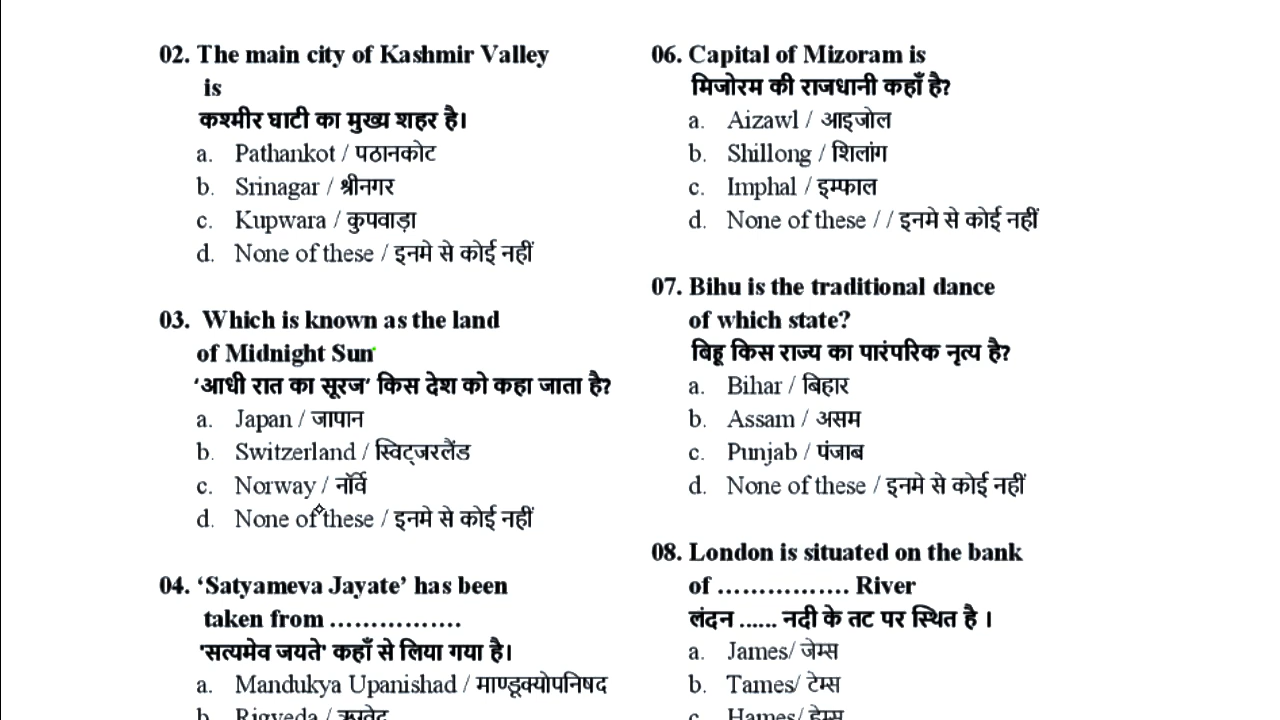 02. The main city of Kashmir Valley
is
कश्मीर घाटी का मुख्य शहर है।
a. Pathankot / पठानकोट
b. Srinagar / श्रीनगर
c. Kupwara / कुपवाड़ा
d. None of these / इनमे से कोई नहीं
03. Which is known as the land
of Midnight Sun
‘आधी रात का सूरज’ किस देश को कहा जाता है?
a. Japan / जापान
b. Switzerland / स्विट्जरलैंड
c. Norway / नॉर्वे
d. None of these / इनमे से कोई नहीं
04. ‘Satyameva Jayate’ has been
taken from …………….
'सत्यमेव जयते' कहाँ से लिया गया है।
a. Mandukya Upanishad / माण्डूक्योपनिषद
b. Rigveda / ऋग्वेद
06. Capital of Mizoram is
मिजोरम की राजधानी कहाँ है?
a. Aizawl / आइजोल
b. Shillong / शिलांग
c. Imphal / इम्फाल
d. None of these / / इनमे से कोई नहीं
07. Bihu is the traditional dance
of which state?
बिहू किस राज्य का पारंपरिक नृत्य है?
a. Bihar / बिहार
b. Assam / असम
c. Punjab / पंजाब
d. None of these / इनमे से कोई नहीं
08. London is situated on the bank
of ……………. River
लंदन ...... नदी के तट पर स्थित है ।
a. James/ जेम्स
b. Tames/ टेम्स
c. Hames/ हेम्स